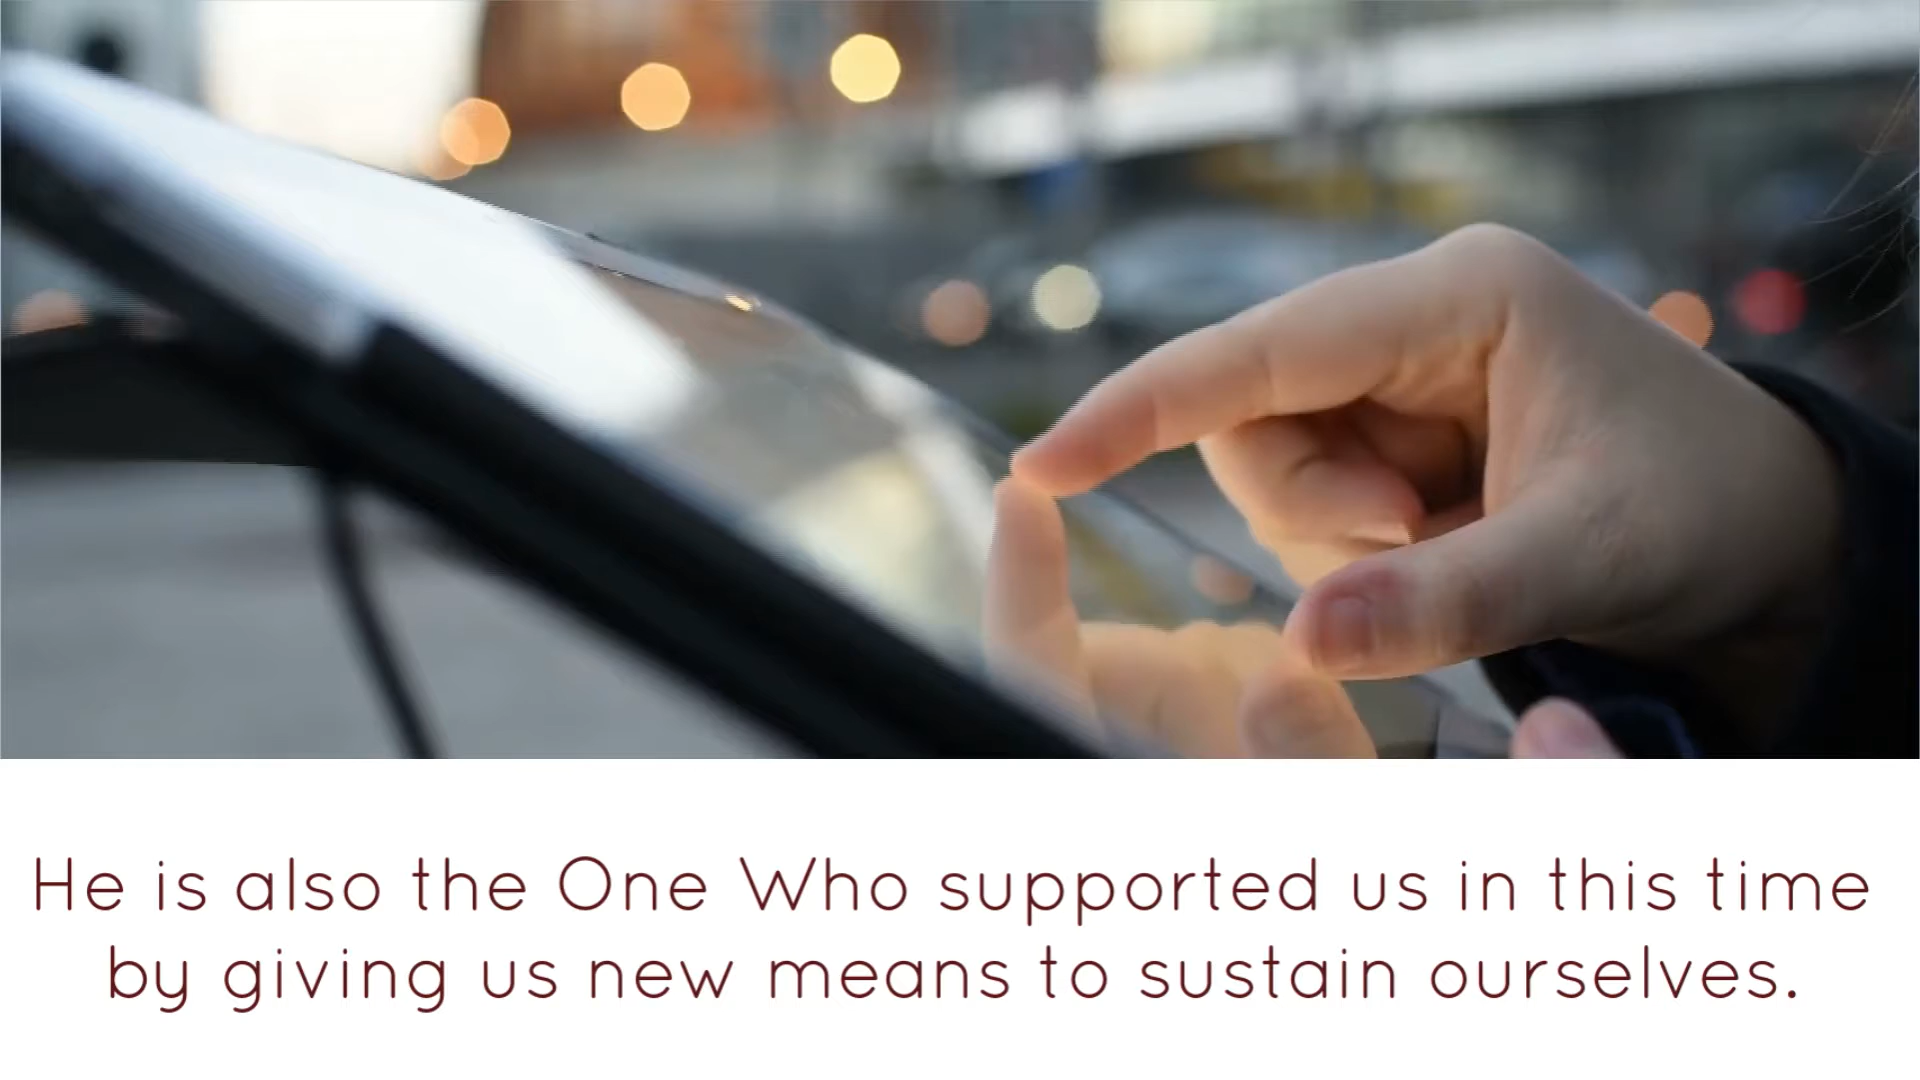 He is also the One Who supported us in this time
by giving us new means to sustain ourselves.